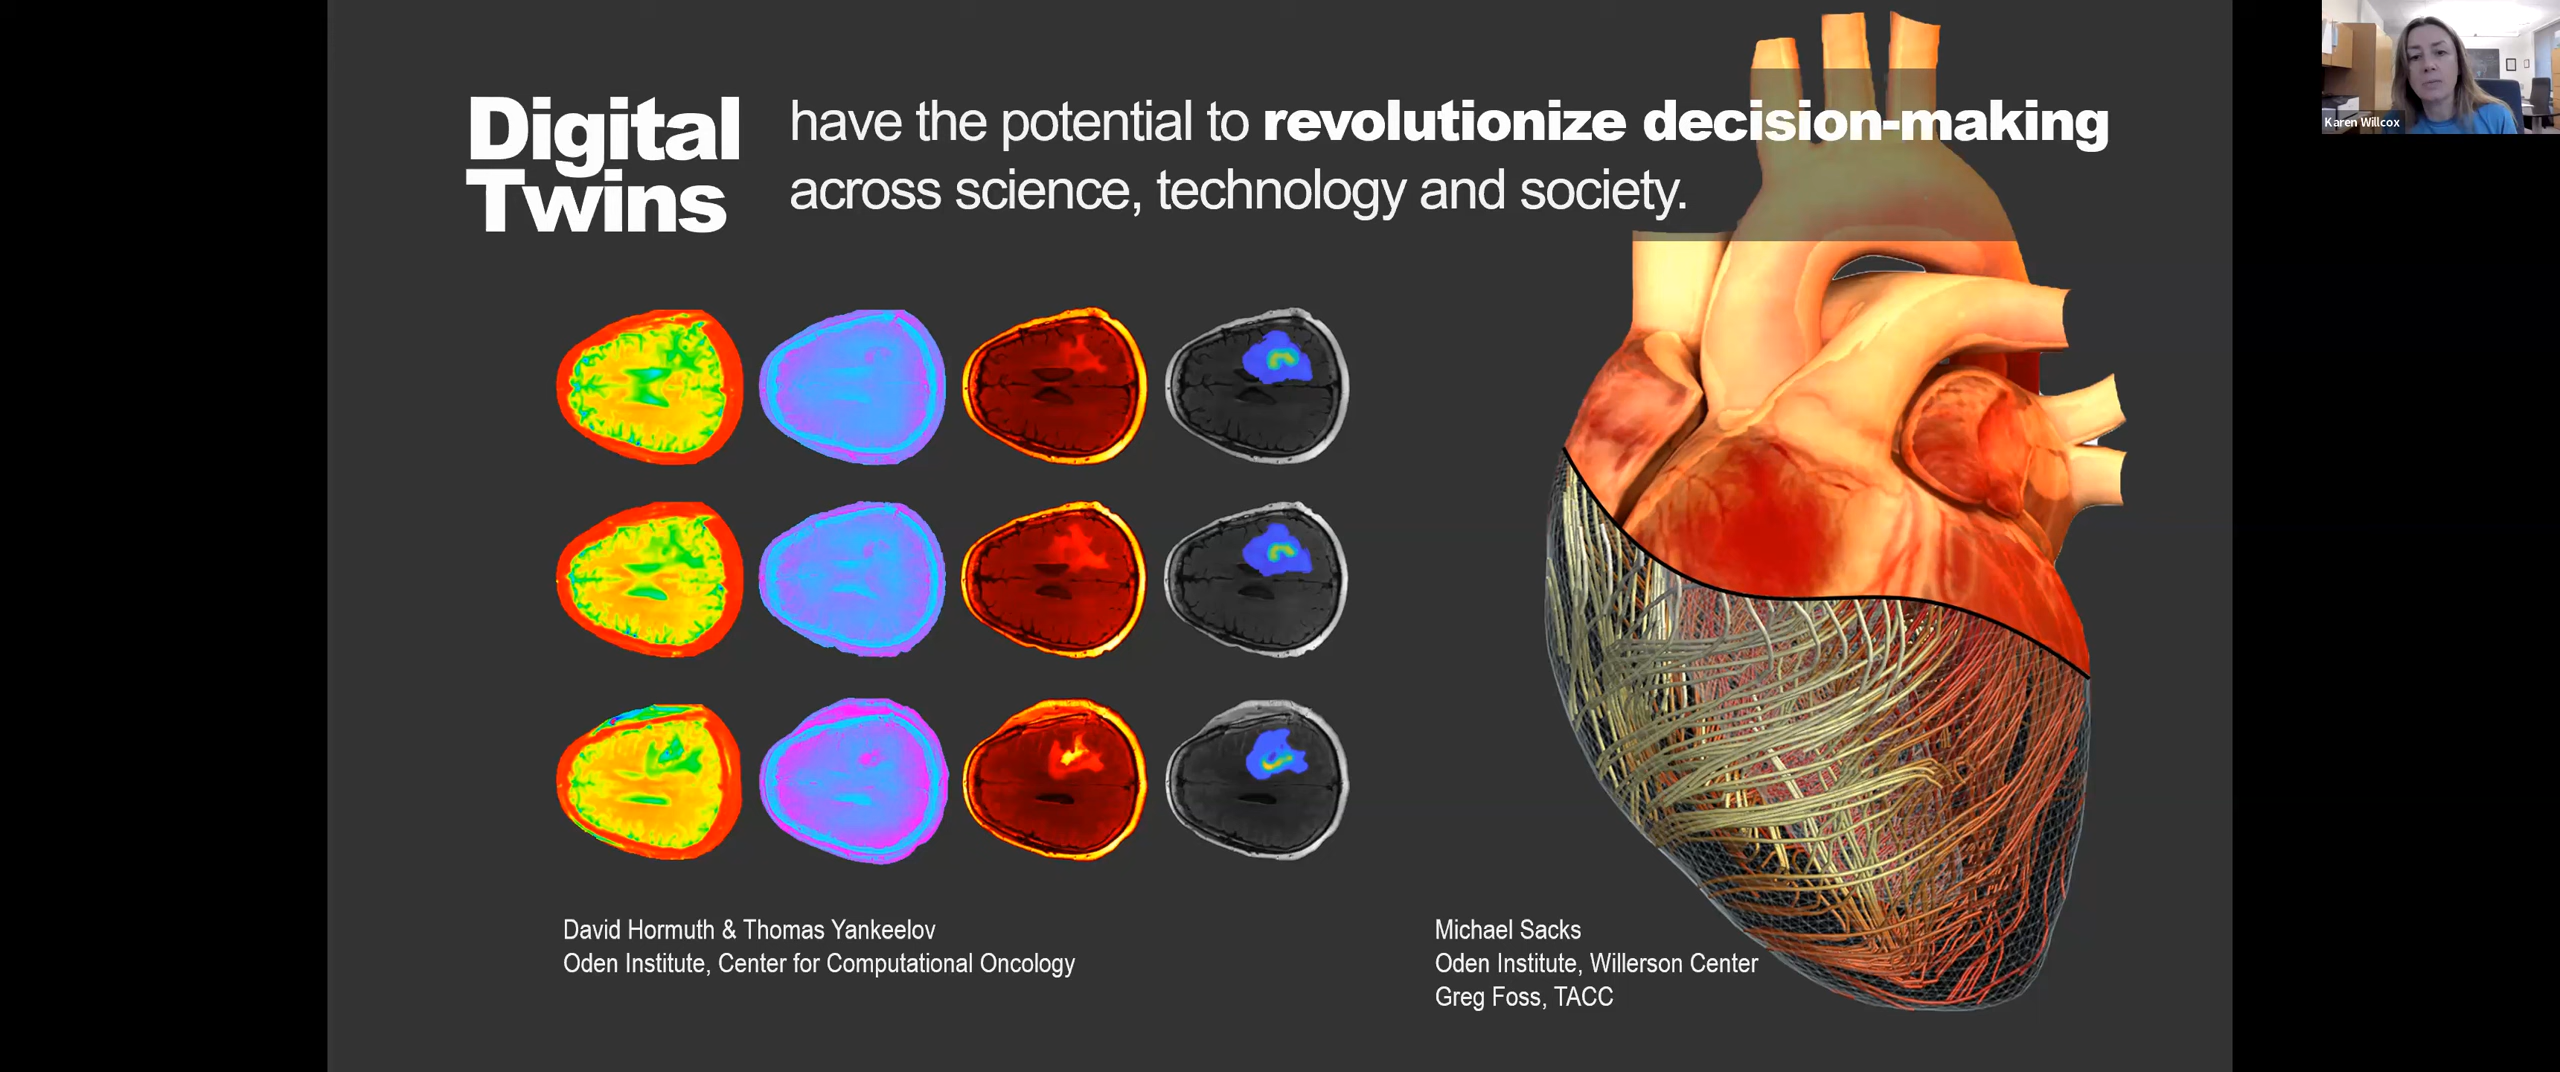 Digital
Twins
have the potential to revolutionize decision-making
across science, technology and society.
Karen Willcox
David Hormuth & Thomas Yankeelov
Oden Institute, Center for Computational Oncology
Michael Sacks
Oden Institute, Willerson Center
Greg Foss, TACC